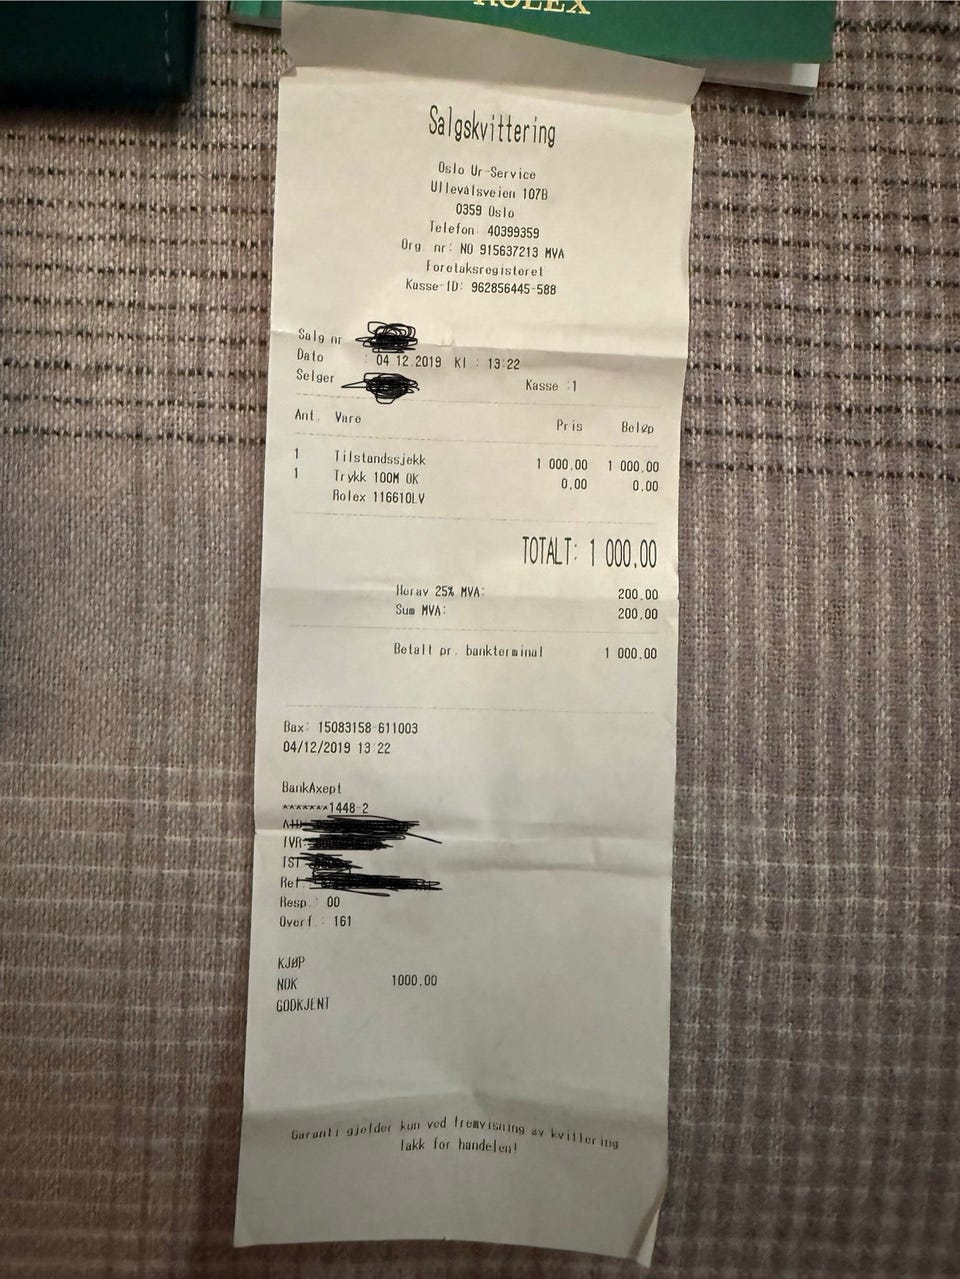 ROLEX
Salgskvittering
Oslo Ur-Service
Ullevålsveien 107B
0359 Oslo
Telefon: 40399359
Org. nr: NO 915637213 MVA
Foretaksregisteret
Kasse-ID: 962856445-588
Salg nr
Dato : 04.12.2019 Kl : 13:22
Selger Kasse :1
Ant. Vare Pris Beløp
1 Tilstandssjekk 1 000,00 1 000,00
1 Trykk 100M OK 0,00 0,00
Rolex 116610LV
TOTALT: 1 000,00
Herav 25% MVA: 200,00
Sum MVA: 200,00
Betalt pr. bankterminal 1 000,00
Bax: 15083158-611003
04/12/2019 13:22
BankAxept
*******1448-2
AID:
TVR:
TST:
Ref.:
Resp.: 00
Overf.: 161
KJØP
NOK 1000.00
GODKJENT
Garanti gjelder kun ved fremvisning av kvittering
Takk for handelen!